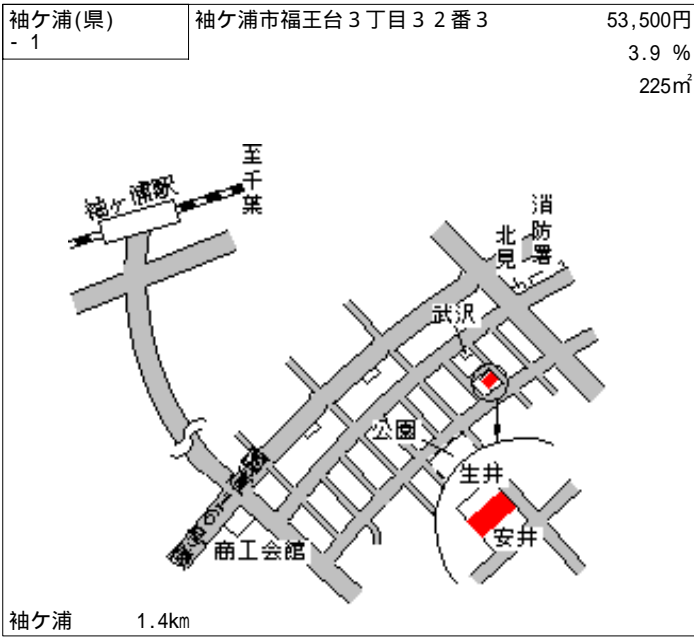 袖ケ浦(県)
- 1
袖ケ浦市福王台３丁目３２番３
53,500円
3.9 %
225㎡
至千葉
袖ヶ浦駅
消防署
北見
武沢
公園
生井
安井
商工会館
袖ケ浦 1.4km